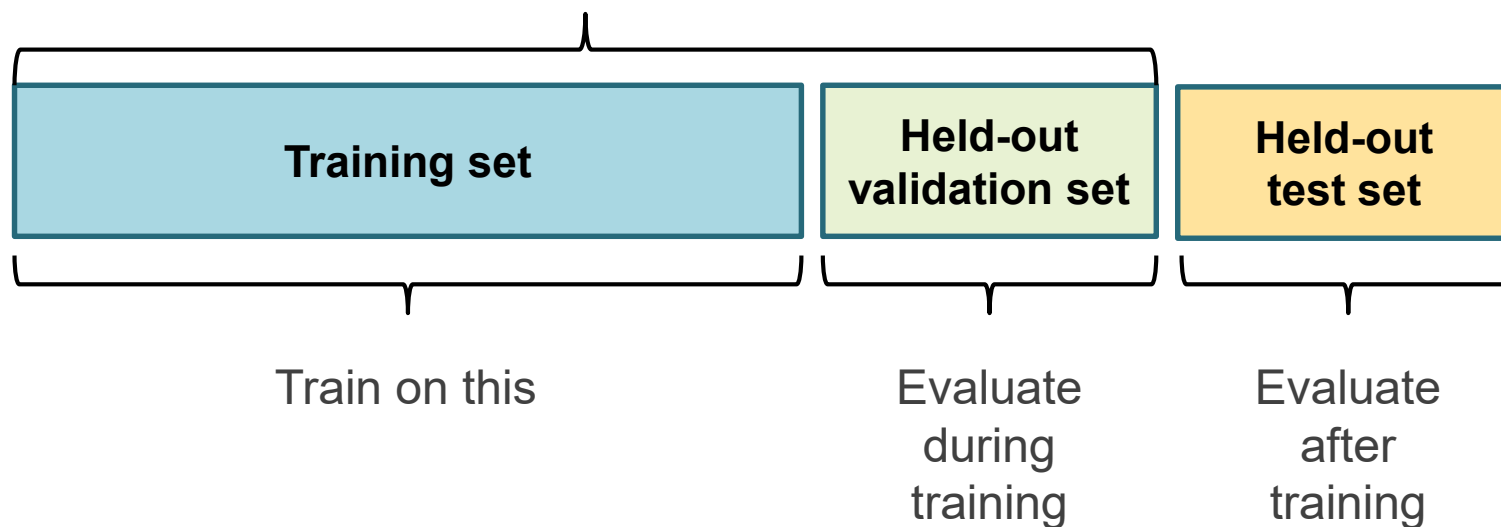 Training set
Held-out
validation set
Held-out
test set
Train on this
Evaluate
during
training
Evaluate
after
training